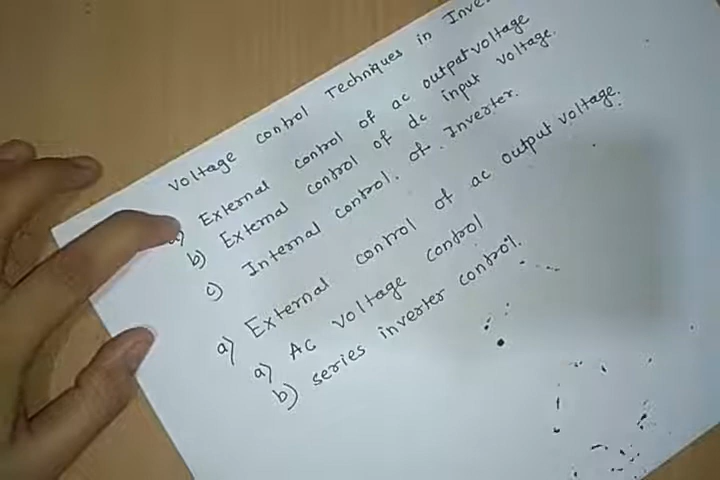 Voltage control Techniques in Inve
a) External control of ac output voltage
b) External control of dc input voltage.
c) Internal control. of Inverter.
a) External control of ac output voltage.
a) AC voltage control
b) series inverter control.